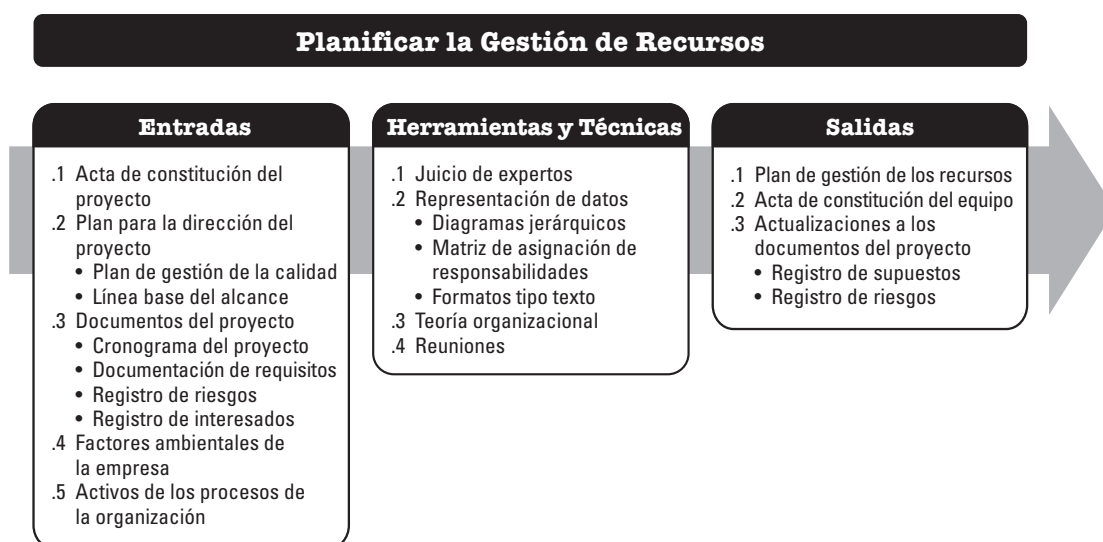 Planificar la Gestión de Recursos
Entradas
.1 Acta de constitución del
proyecto
.2 Plan para la dirección del
proyecto
• Plan de gestión de la calidad
• Línea base del alcance
.3 Documentos del proyecto
• Cronograma del proyecto
• Documentación de requisitos
• Registro de riesgos
• Registro de interesados
.4 Factores ambientales de
la empresa
.5 Activos de los procesos de
la organización
Herramientas y Técnicas
.1 Juicio de expertos
.2 Representación de datos
• Diagramas jerárquicos
• Matriz de asignación de
responsabilidades
• Formatos tipo texto
.3 Teoría organizacional
.4 Reuniones
Salidas
.1 Plan de gestión de los recursos
.2 Acta de constitución del equipo
.3 Actualizaciones a los
documentos del proyecto
• Registro de supuestos
• Registro de riesgos